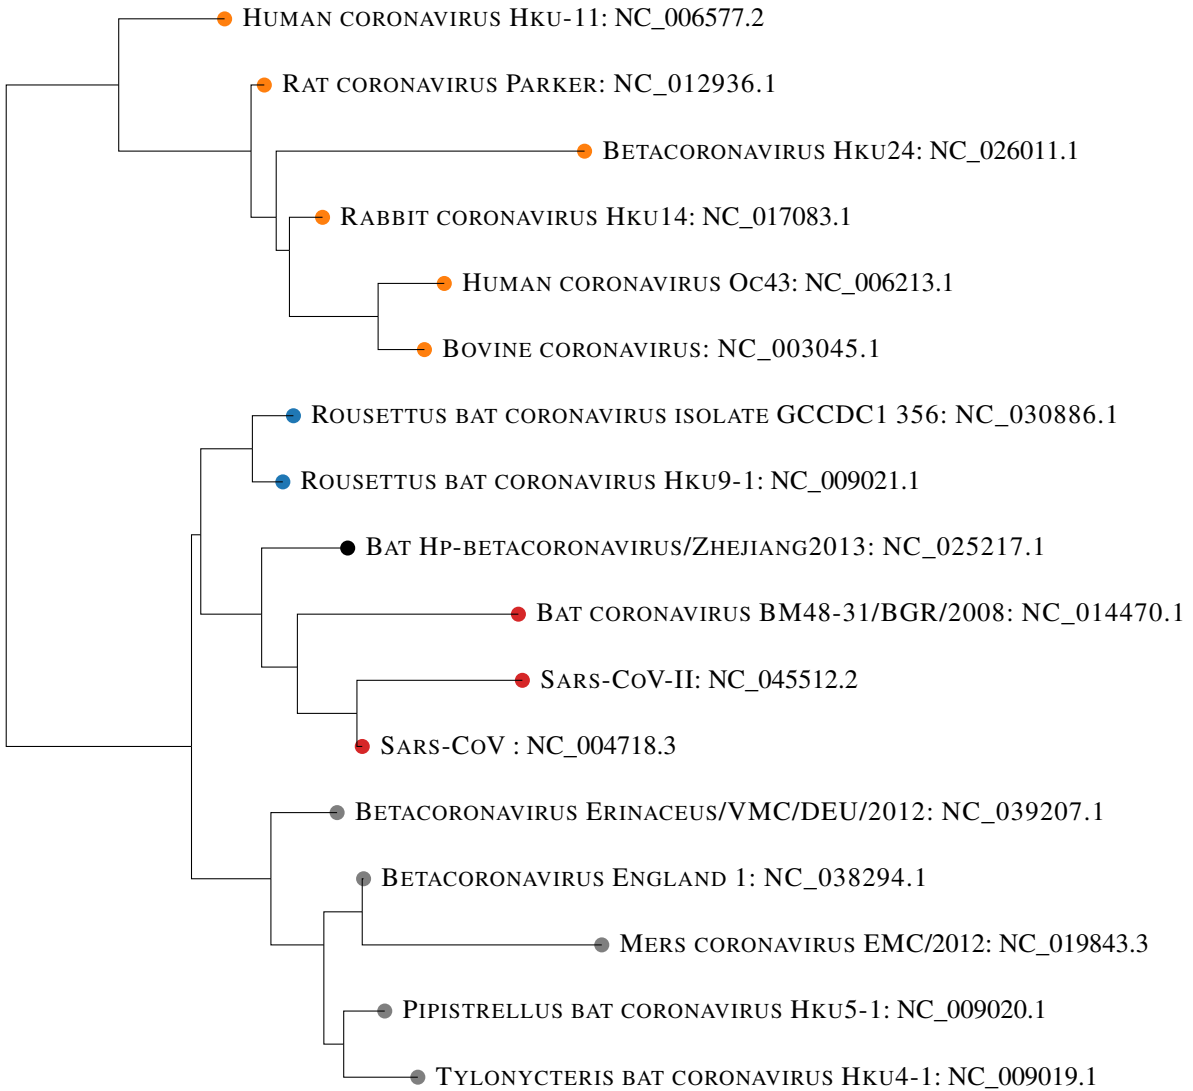 Human coronavirus Hku-11: NC_006577.2
Rat coronavirus Parker: NC_012936.1
Betacoronavirus Hku24: NC_026011.1
Rabbit coronavirus Hku14: NC_017083.1
Human coronavirus Oc43: NC_006213.1
Bovine coronavirus: NC_003045.1
Rousettus bat coronavirus isolate GCCDC1 356: NC_030886.1
Rousettus bat coronavirus Hku9-1: NC_009021.1
Bat Hp-betacoronavirus/Zhejiang2013: NC_025217.1
Bat coronavirus BM48-31/BGR/2008: NC_014470.1
Sars-CoV-II: NC_045512.2
Sars-CoV : NC_004718.3
Betacoronavirus Erinaceus/VMC/DEU/2012: NC_039207.1
Betacoronavirus England 1: NC_038294.1
Mers coronavirus EMC/2012: NC_019843.3
Pipistrellus bat coronavirus Hku5-1: NC_009020.1
Tylonycteris bat coronavirus Hku4-1: NC_009019.1